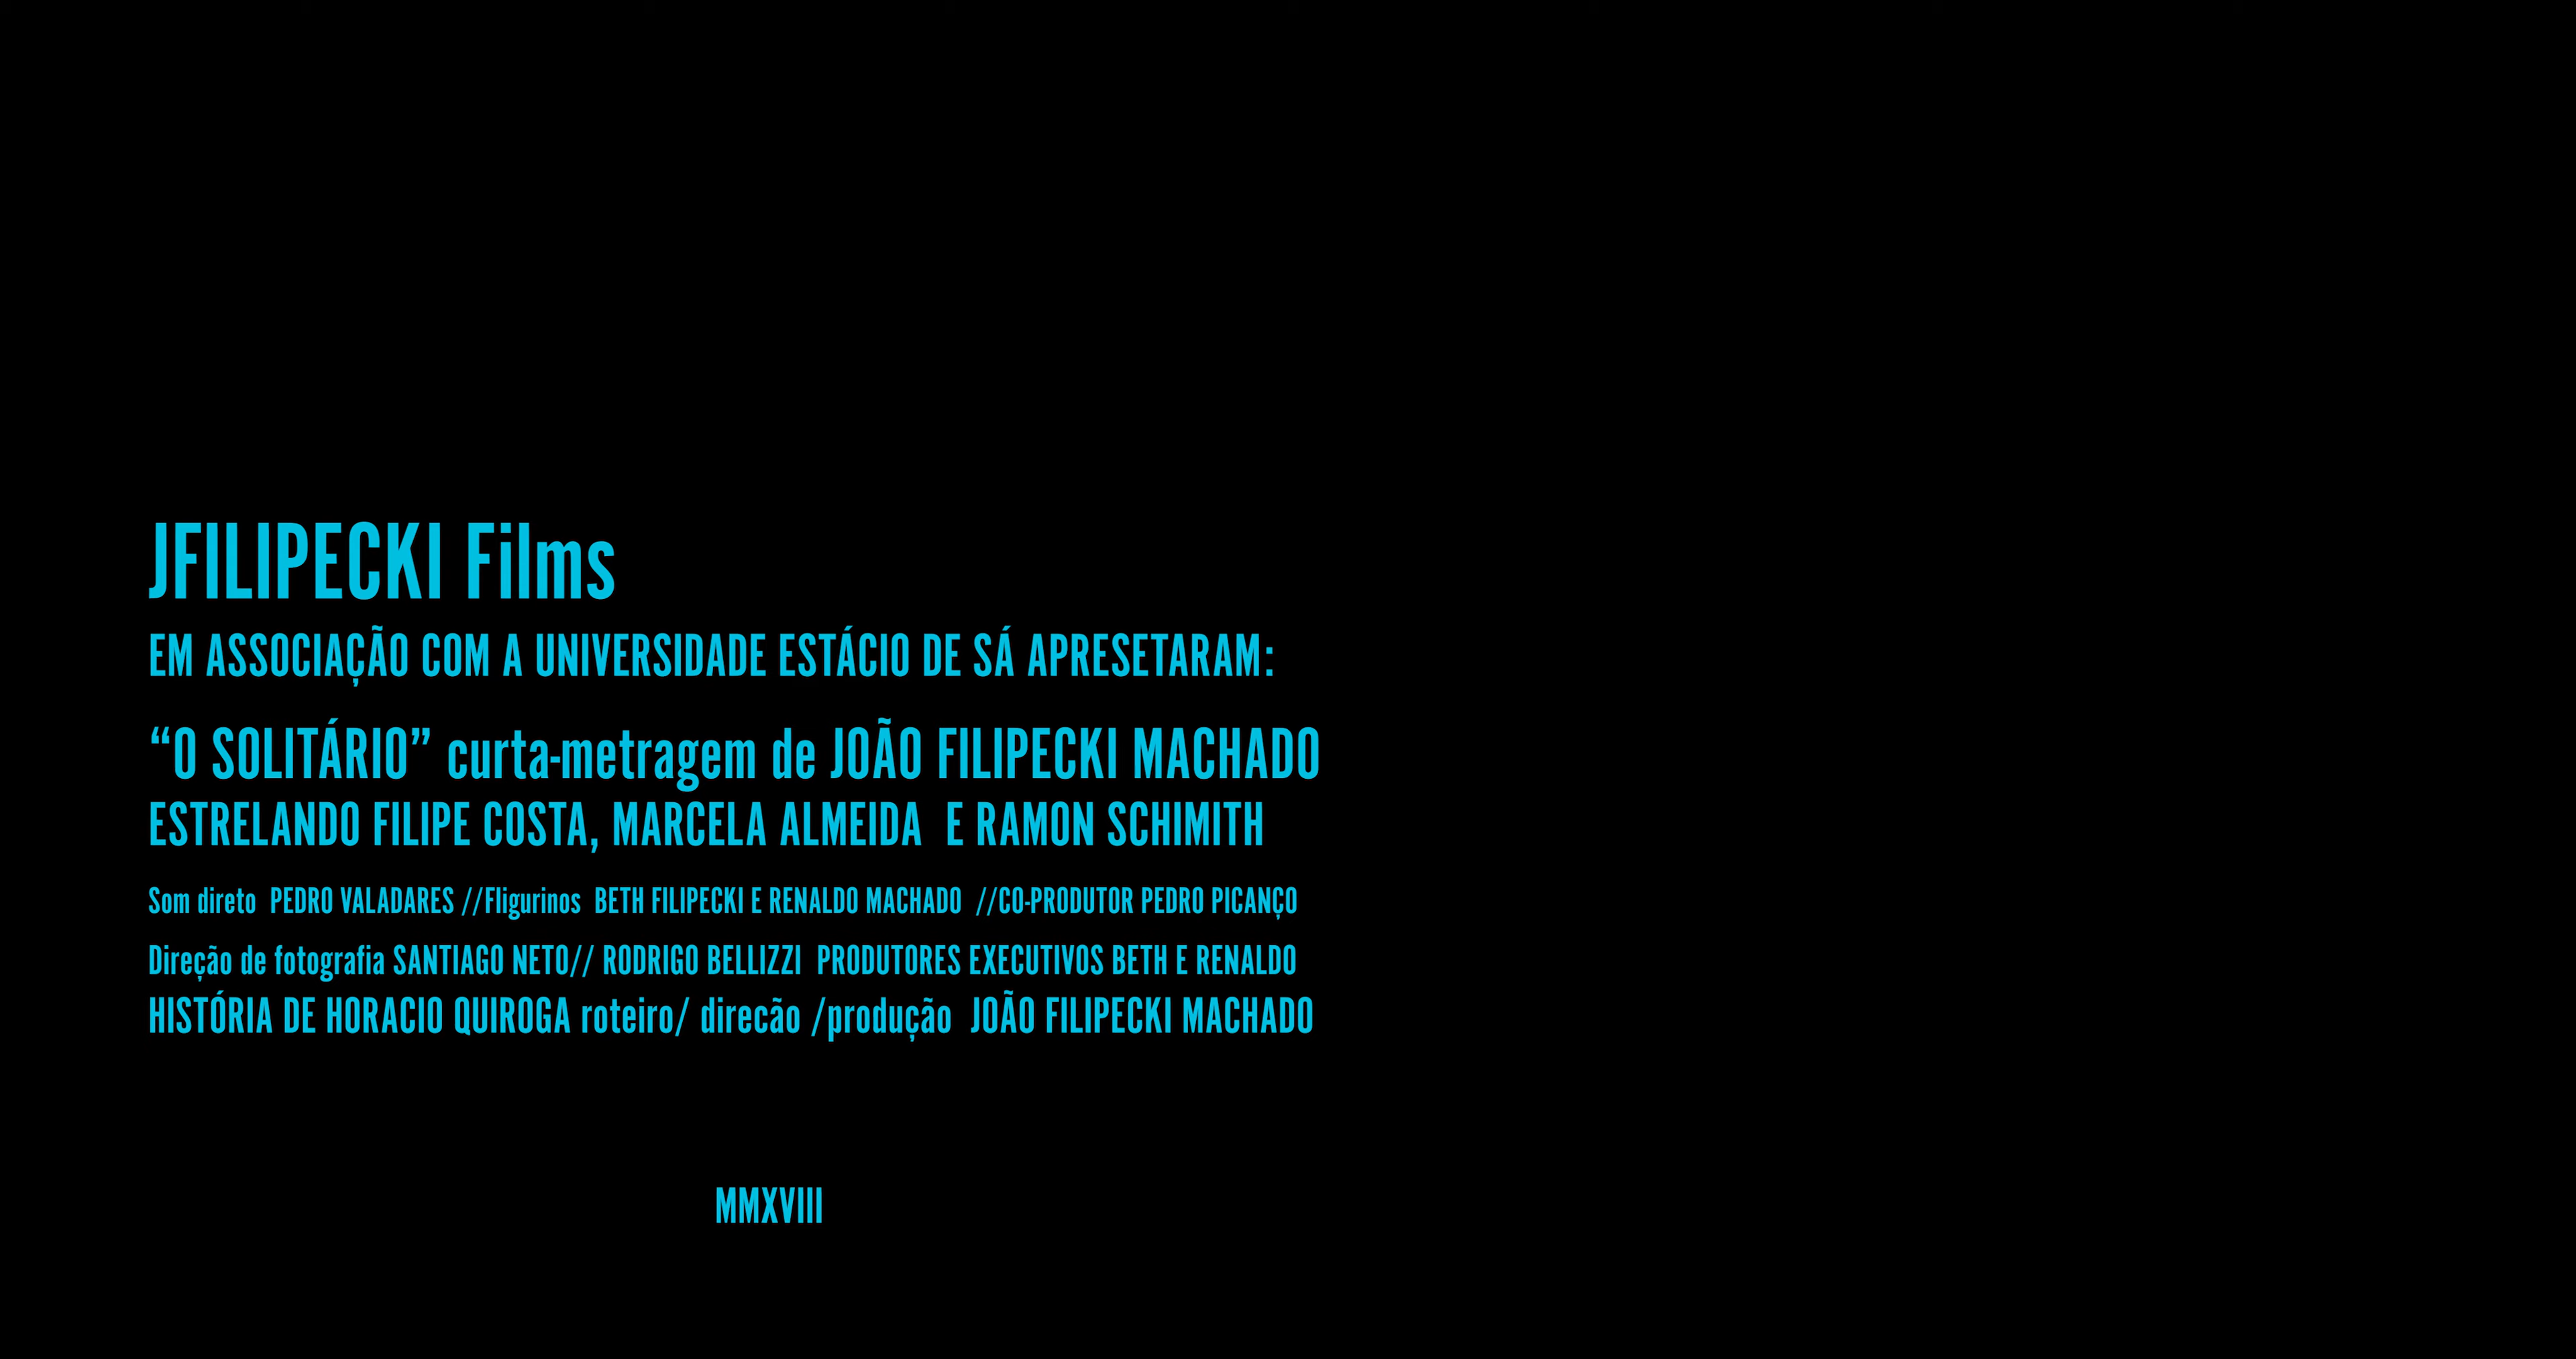 JFILIPECKI Films
EM ASSOCIAÇÃO COM A UNIVERSIDADE ESTÁCIO DE SÁ APRESETARAM:
“O SOLITÁRIO” curta-metragem de JOÃO FILIPECKI MACHADO
ESTRELANDO FILIPE COSTA, MARCELA ALMEIDA E RAMON SCHIMITH
Som direto PEDRO VALADARES //Fligurinos BETH FILIPECKI E RENALDO MACHADO //CO-PRODUTOR PEDRO PICANÇO
Direção de fotografia SANTIAGO NETO// RODRIGO BELLIZZI PRODUTORES EXECUTIVOS BETH E RENALDO
HISTÓRIA DE HORACIO QUIROGA roteiro/ direcão /produção JOÃO FILIPECKI MACHADO
MMXVIII